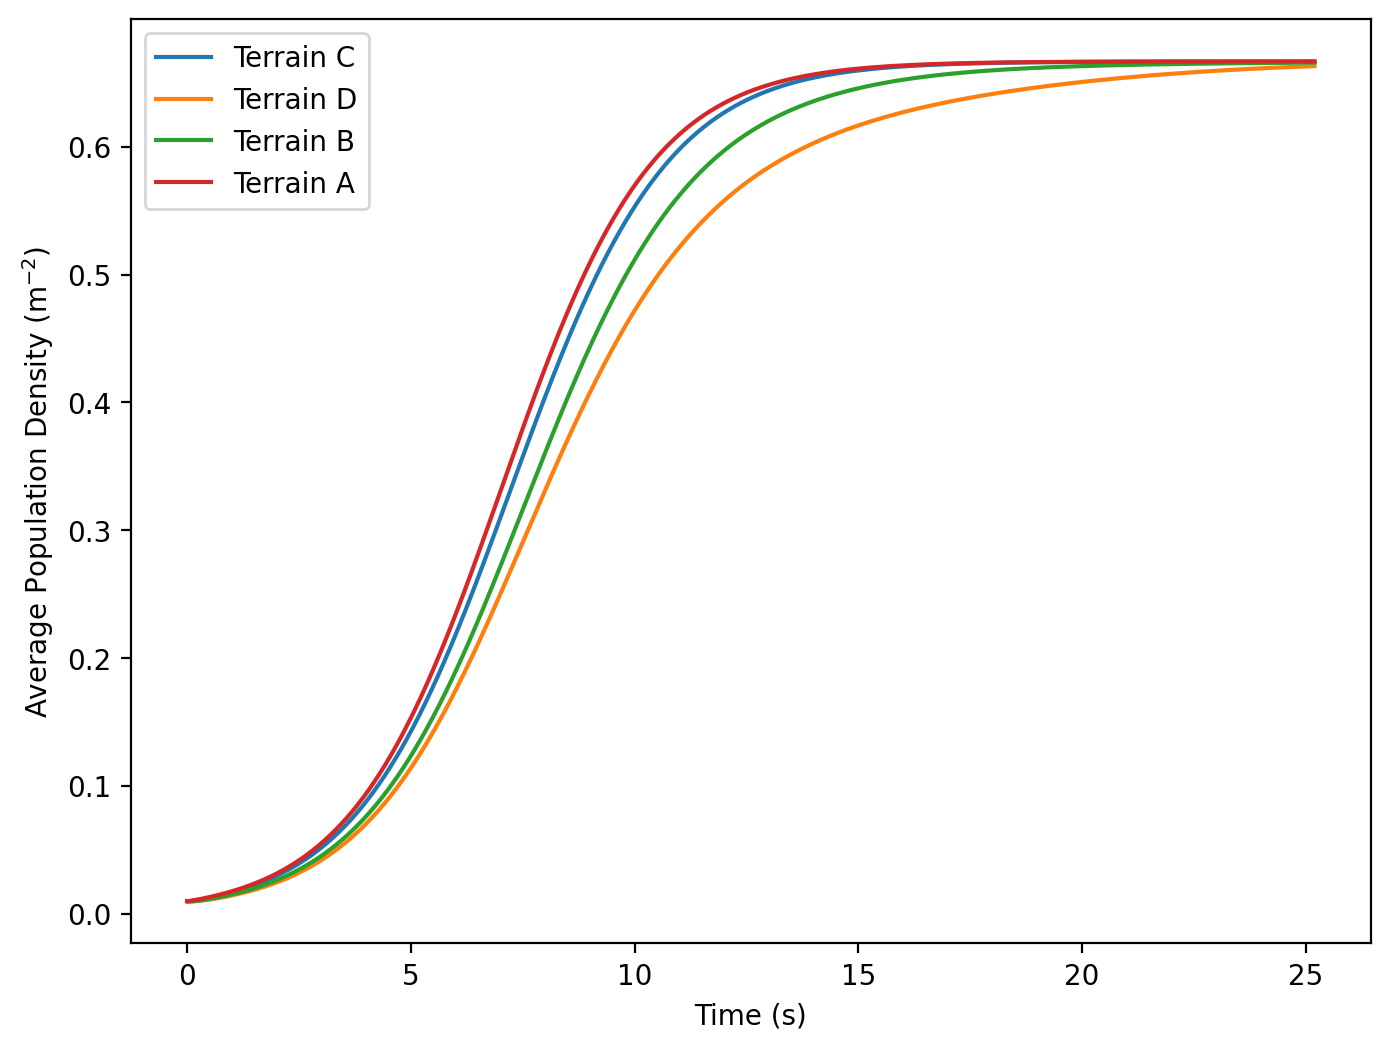 Terrain C
Terrain D
Terrain B
Terrain A
0.6
0.5
0.4
0.3
0.2
0.1
0.0
Average Population Density (m⁻²)
0 5 10 15 20 25
Time (s)